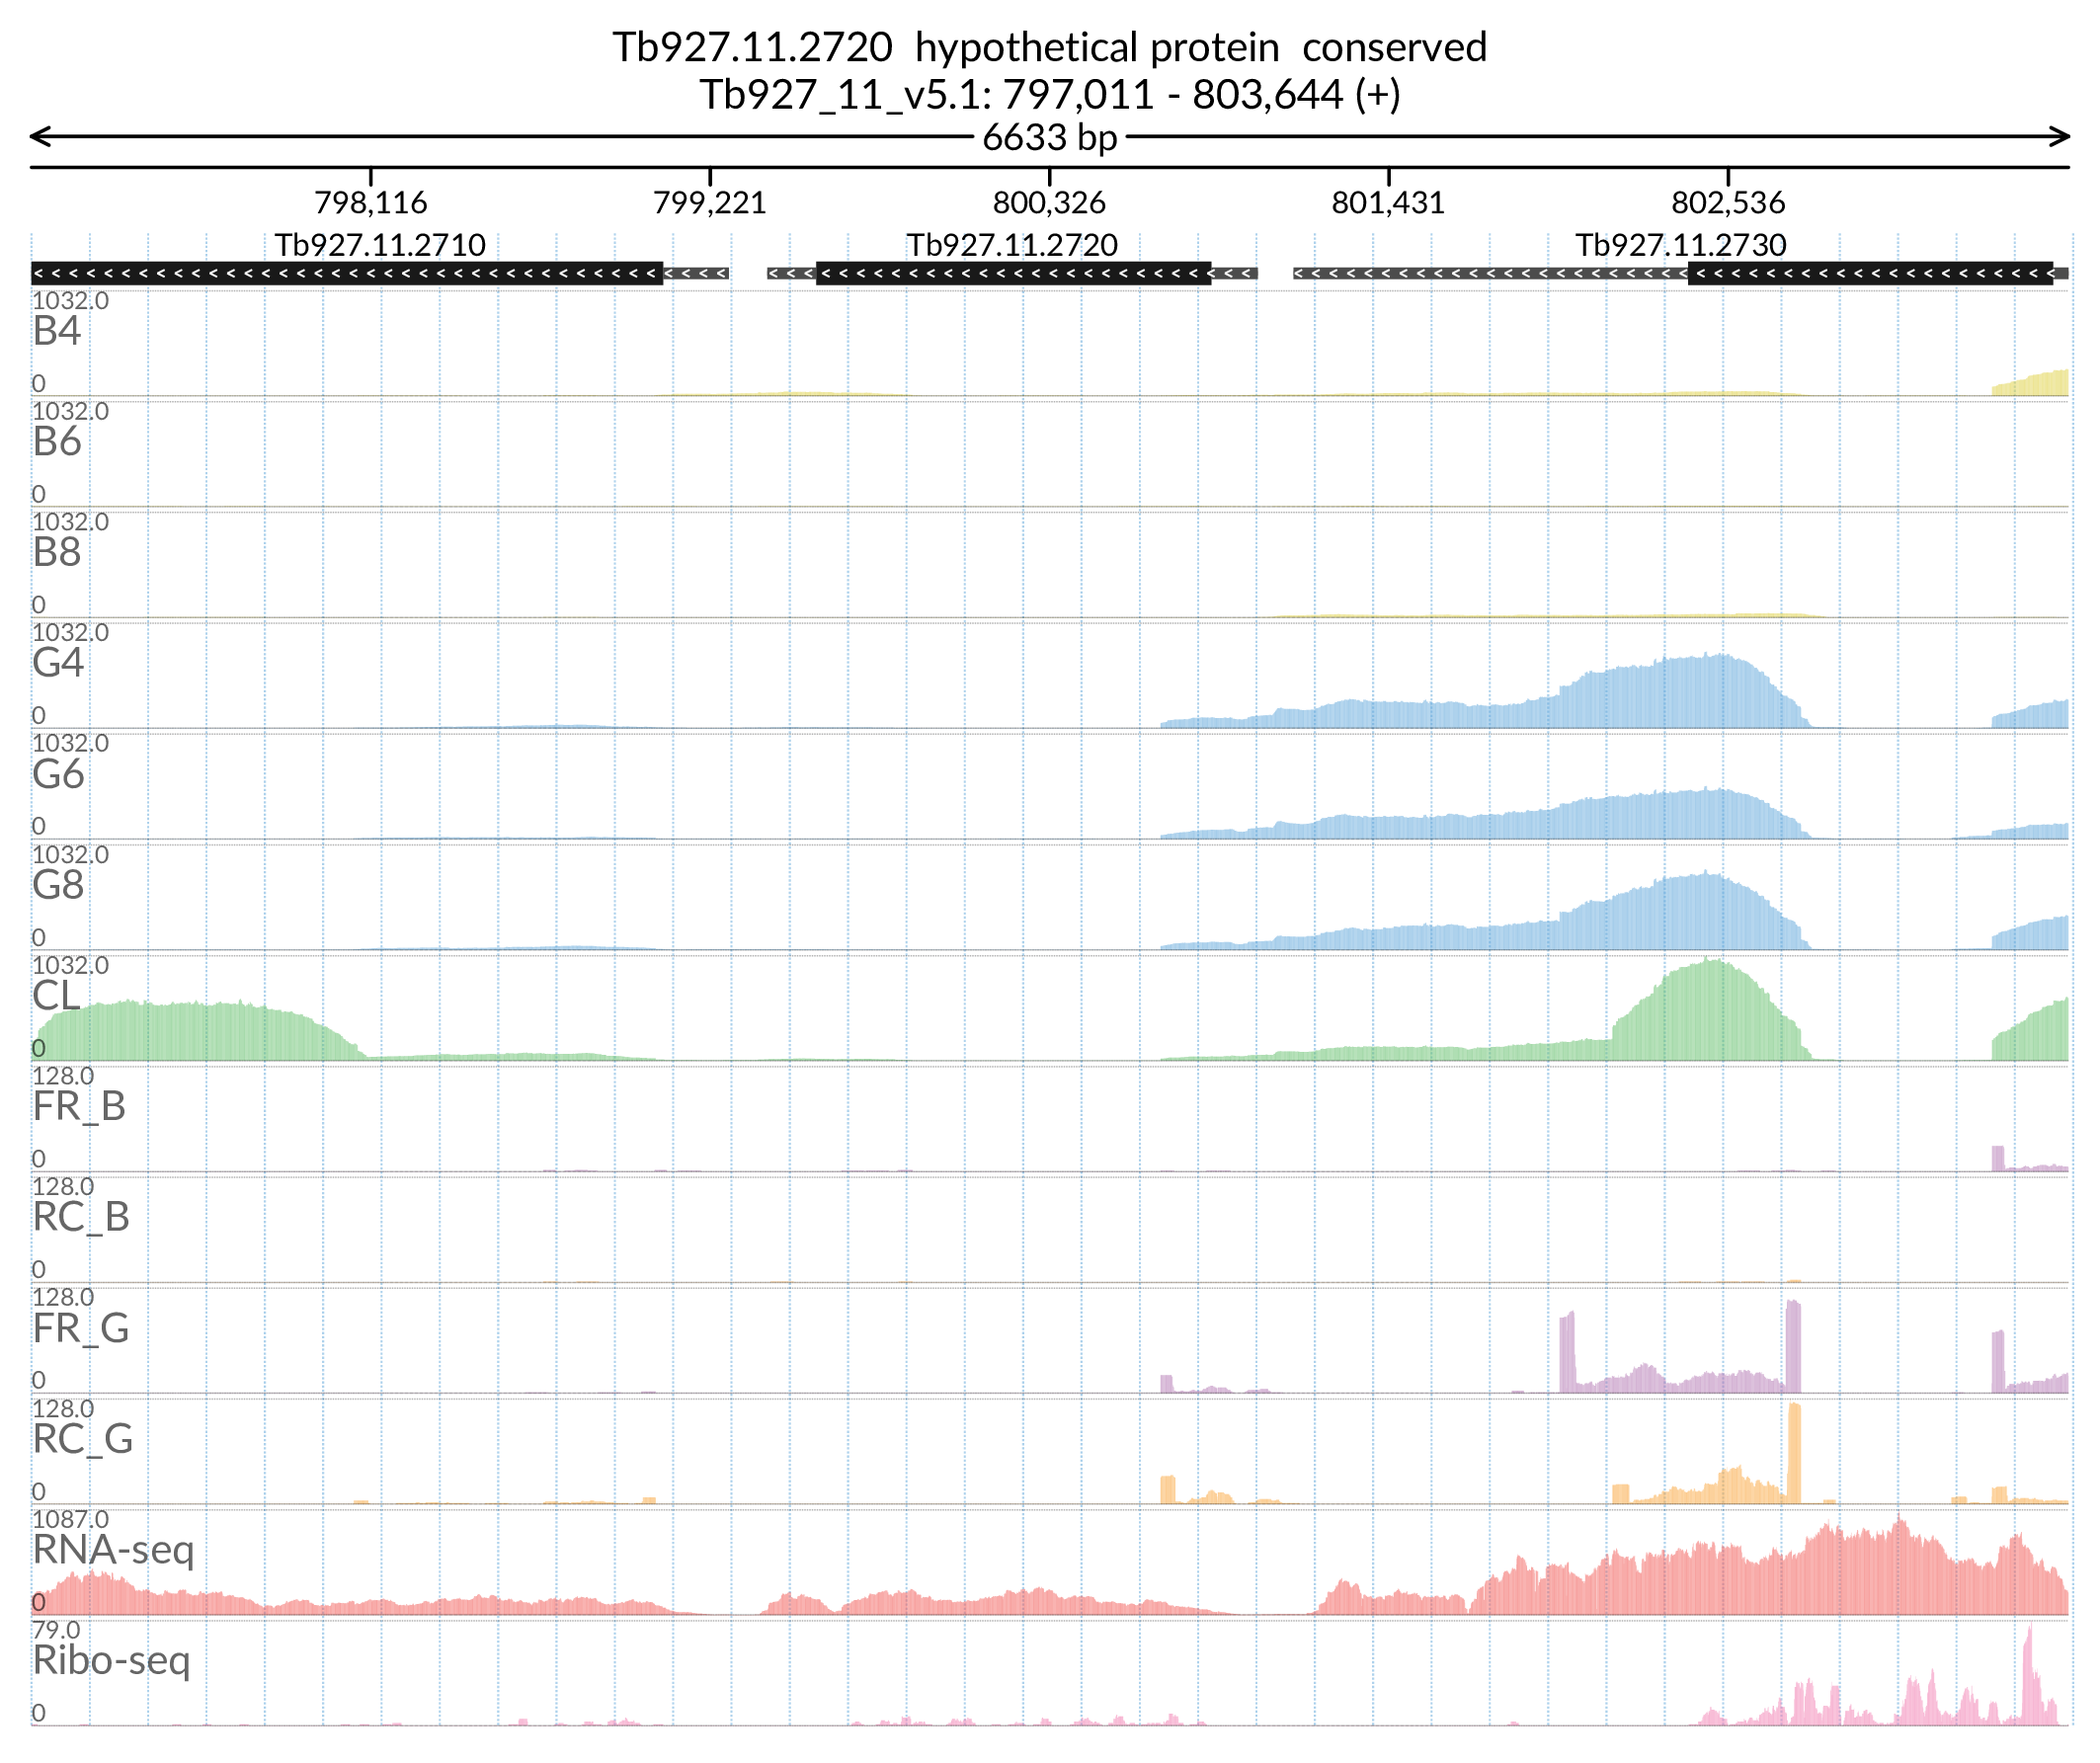 Tb927.11.2720 hypothetical protein conserved
Tb927_11_v5.1: 797,011 - 803,644 (+)
6633 bp
798,116 799,221 800,326 801,431 802,536
Tb927.11.2710 Tb927.11.2720 Tb927.11.2730
1032.0
B4
0
1032.0
B6
0
1032.0
B8
0
1032.0
G4
0
1032.0
G6
0
1032.0
G8
0
1032.0
CL
0
128.0
FR_B
0
128.0
RC_B
0
128.0
FR_G
0
128.0
RC_G
0
1087.0
RNA-seq
0
79.0
Ribo-seq
0